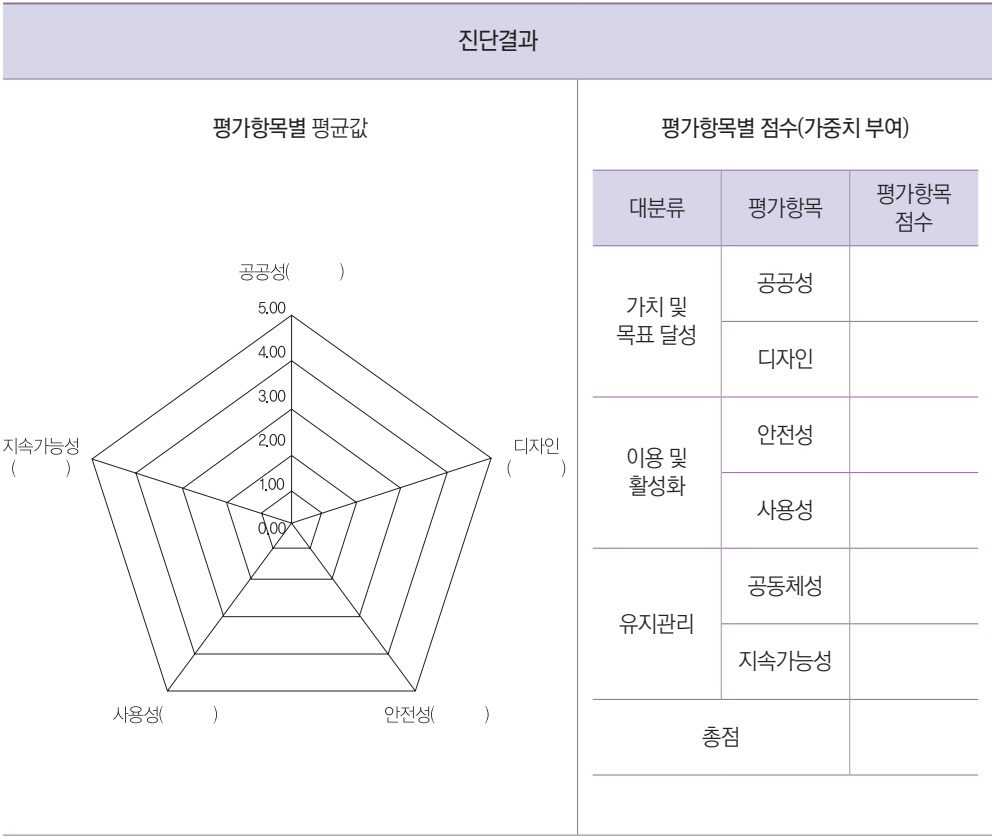 진단결과
평가항목별 평균값
공공성( )
5.00
4.00
3.00
2.00
1.00
0.00
지속가능성
( )
디자인
( )
사용성( )
안전성( )
평가항목별 점수(가중치 부여)
대분류
평가항목
평가항목
점수
가치 및
목표 달성
공공성
디자인
이용 및
활성화
안전성
사용성
유지관리
공동체성
지속가능성
총점